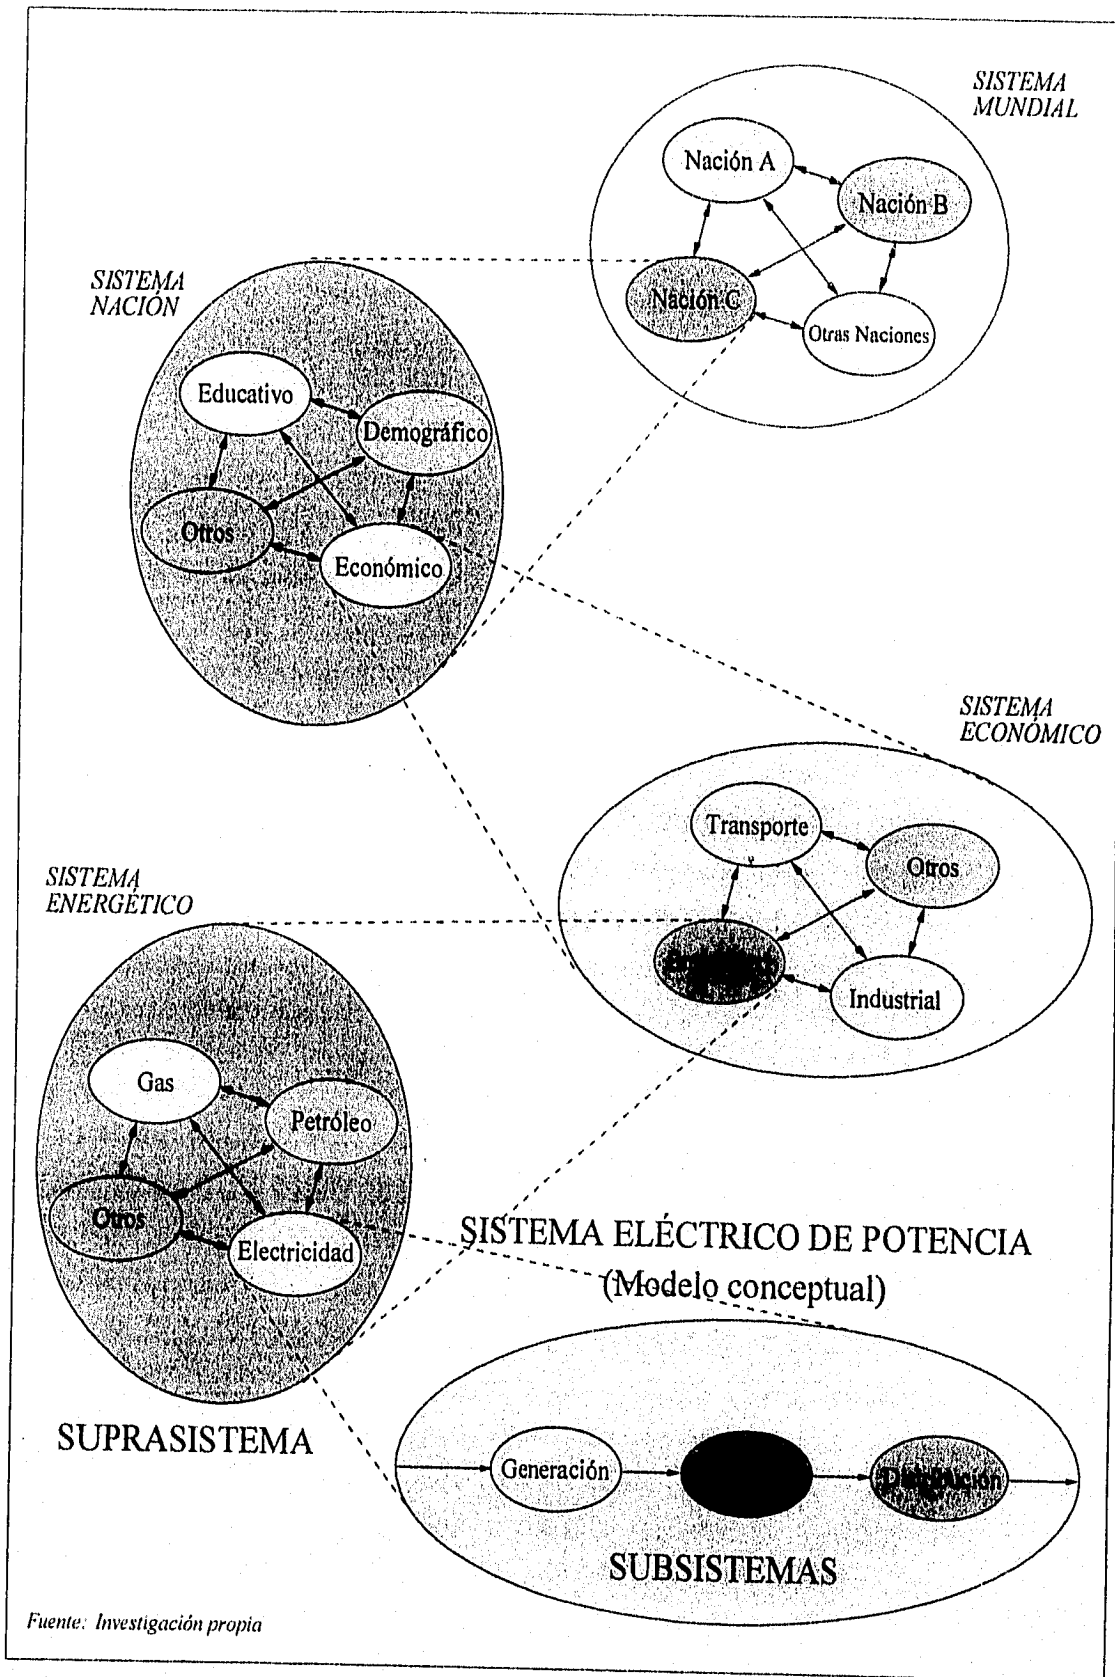 SISTEMA
MUNDIAL
Nación A
Nación B
Nación C
Otras Naciones
SISTEMA
NACIÓN
Educativo
Demográfico
Otros
Económico
SISTEMA
ECONÓMICO
Transporte
Otros
Industrial
SISTEMA
ENERGÉTICO
Gas
Petróleo
Otros
Electricidad
SUPRASISTEMA
SISTEMA ELÉCTRICO DE POTENCIA
(Modelo conceptual)
Generación
Distribución
SUBSISTEMAS
Fuente: Investigación propia